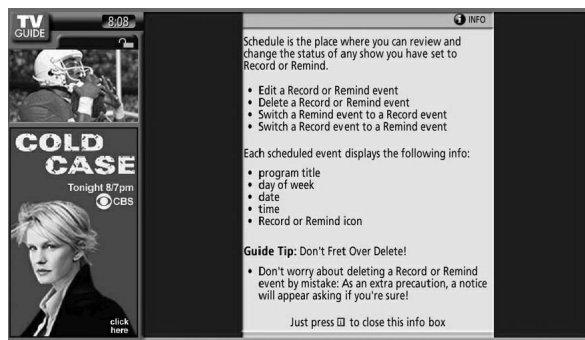 TV
GUIDE
8:08
COLD
CASE
Tonight 8/7pm
CBS
click
here
i INFO
Schedule is the place where you can review and
change the status of any show you have set to
Record or Remind.
• Edit a Record or Remind event
• Delete a Record or Remind event
• Switch a Remind event to a Record event
• Switch a Record event to a Remind event
Each scheduled event displays the following info:
• program title
• day of week
• date
• time
• Record or Remind icon
Guide Tip: Don't Fret Over Delete!
• Don't worry about deleting a Record or Remind
event by mistake: As an extra precaution, a notice
will appear asking if you're sure!
Just press i to close this info box